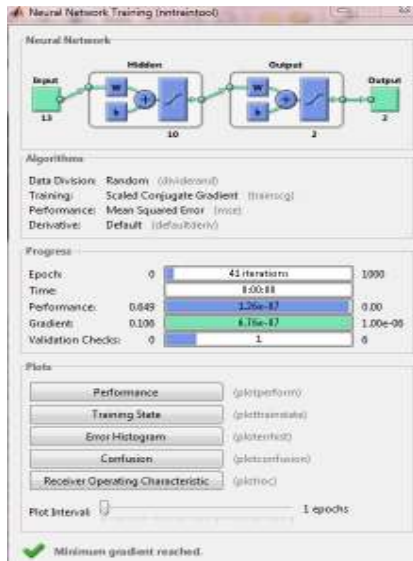 Neural Network Training (nntraintool)
Neural Network
Hidden Output
Input Output
W W
b b
13 2
10 2
Algorithms
Data Division: Random (dividerand)
Training: Scaled Conjugate Gradient (trainscg)
Performance: Mean Squared Error (mse)
Derivative: Default (defaultderiv)
Progress
Epoch: 0 41 iterations 1000
Time: 0:00:00
Performance: 0.649 1.26e-07 0.00
Gradient: 0.106 6.76e-07 1.00e-06
Validation Checks: 0 1 6
Plots
Performance (plotperform)
Training State (plottrainstate)
Error Histogram (ploterrhist)
Confusion (plotconfusion)
Receiver Operating Characteristic (plotroc)
Plot Interval: 1 epochs
Minimum gradient reached.